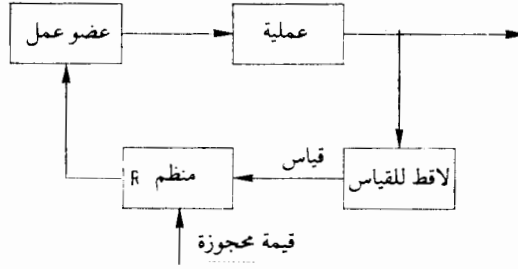 عضو عمل
عملية
قياس
منظم R
لاقط للقياس
قيمة محجوزة